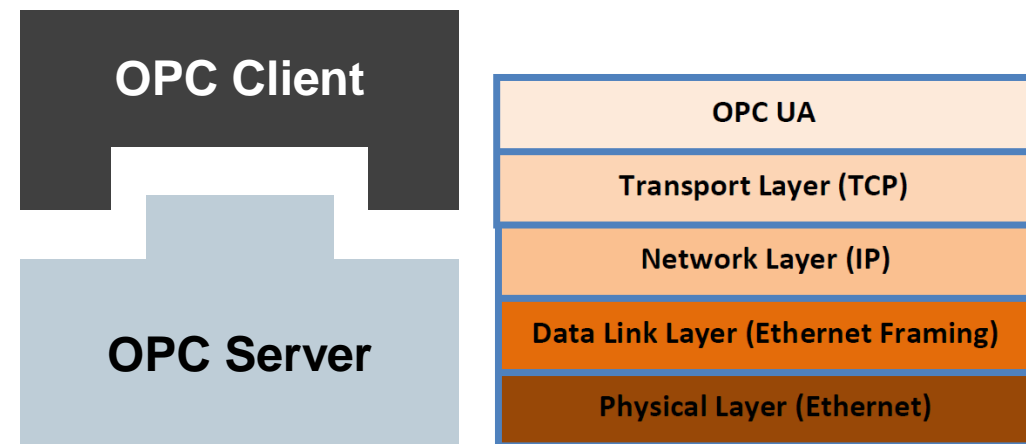 OPC Client
OPC Server
OPC UA
Transport Layer (TCP)
Network Layer (IP)
Data Link Layer (Ethernet Framing)
Physical Layer (Ethernet)